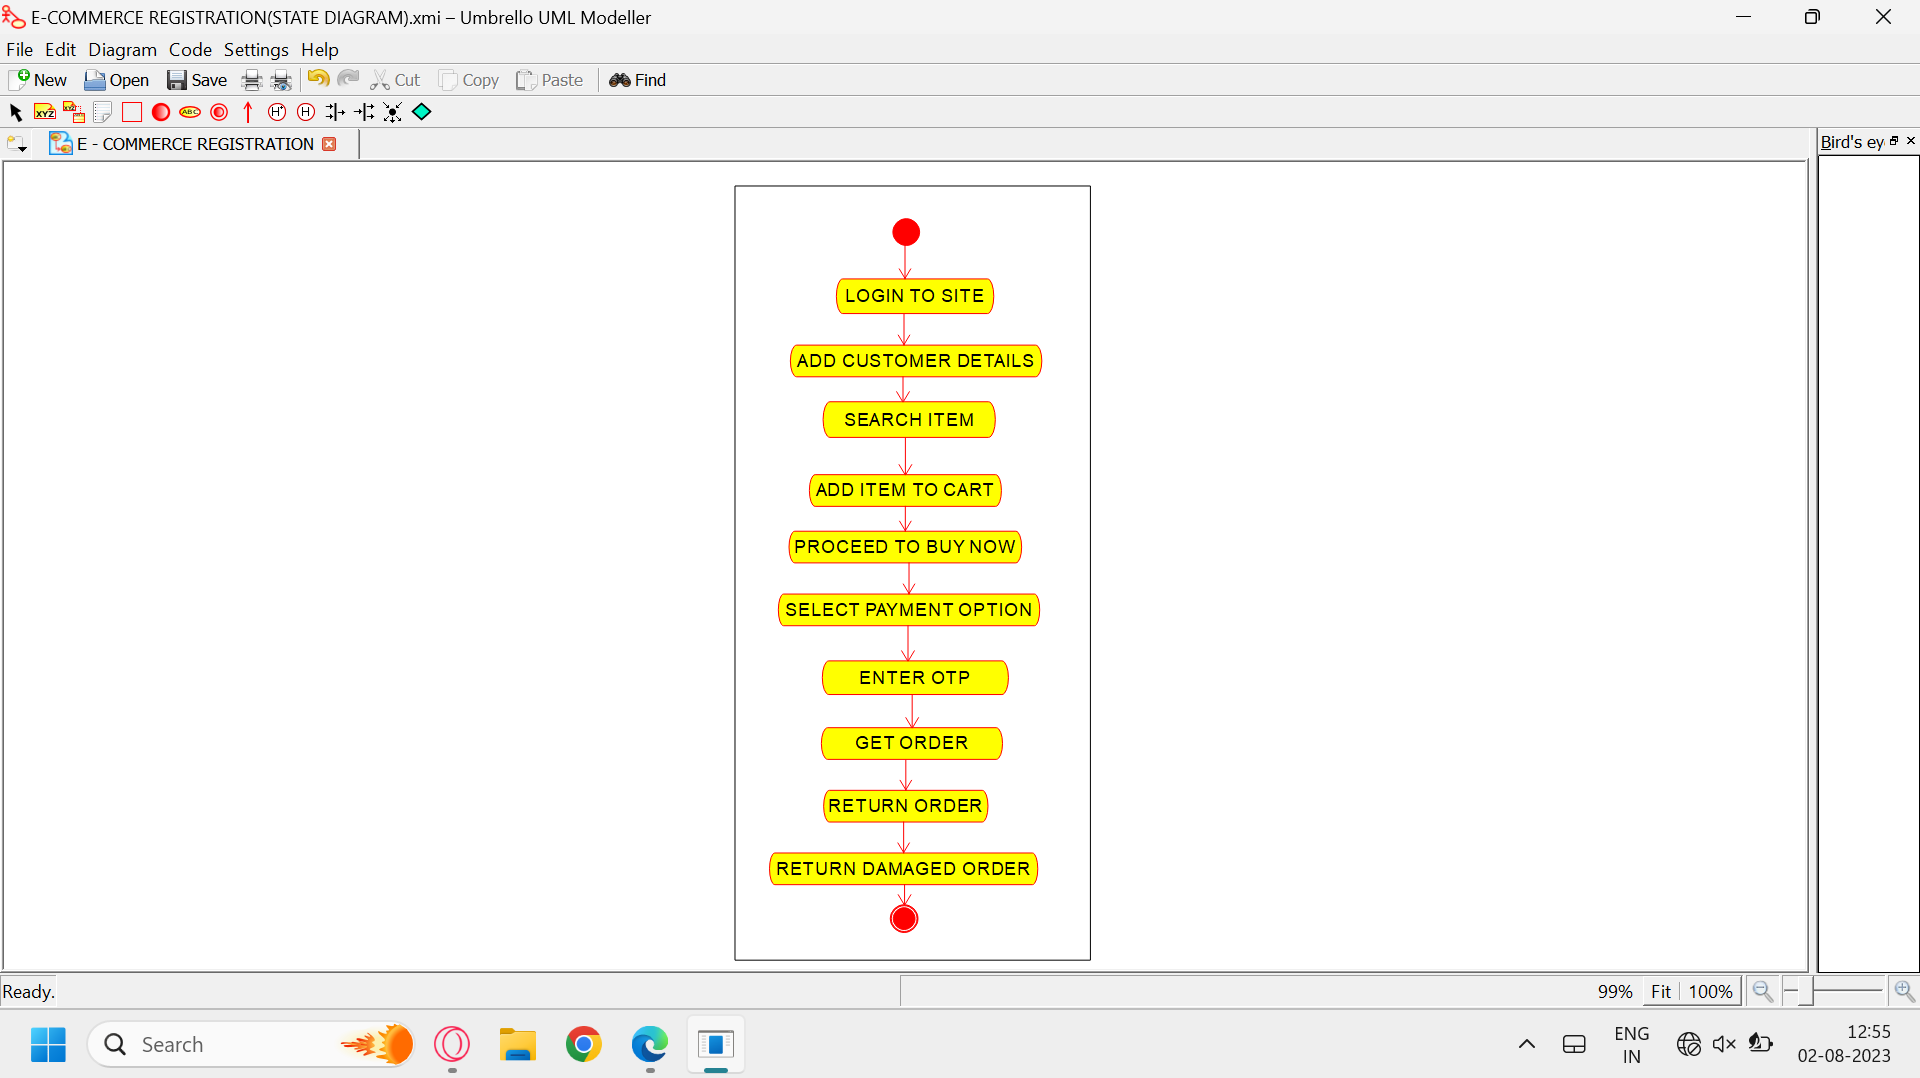 E-COMMERCE REGISTRATION(STATE DIAGRAM).xmi – Umbrello UML Modeller
File Edit Diagram Code Settings Help
New Open Save Cut Copy Paste Find
XYZ XYZ ABC H* H
E - COMMERCE REGISTRATION
Bird's ey
LOGIN TO SITE
ADD CUSTOMER DETAILS
SEARCH ITEM
ADD ITEM TO CART
PROCEED TO BUY NOW
SELECT PAYMENT OPTION
ENTER OTP
GET ORDER
RETURN ORDER
RETURN DAMAGED ORDER
Ready.
99% Fit 100%
Search
ENG
IN
12:55
02-08-2023